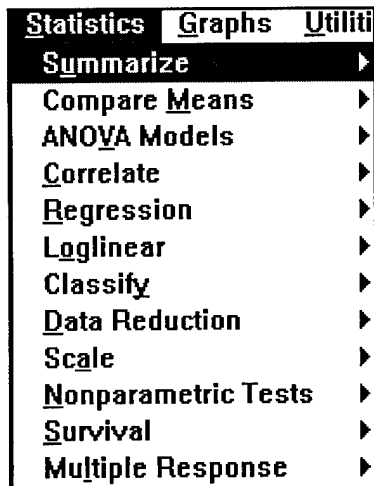 Statistics Graphs Utiliti
Summarize
Compare Means
ANOVA Models
Correlate
Regression
Loglinear
Classify
Data Reduction
Scale
Nonparametric Tests
Survival
Multiple Response